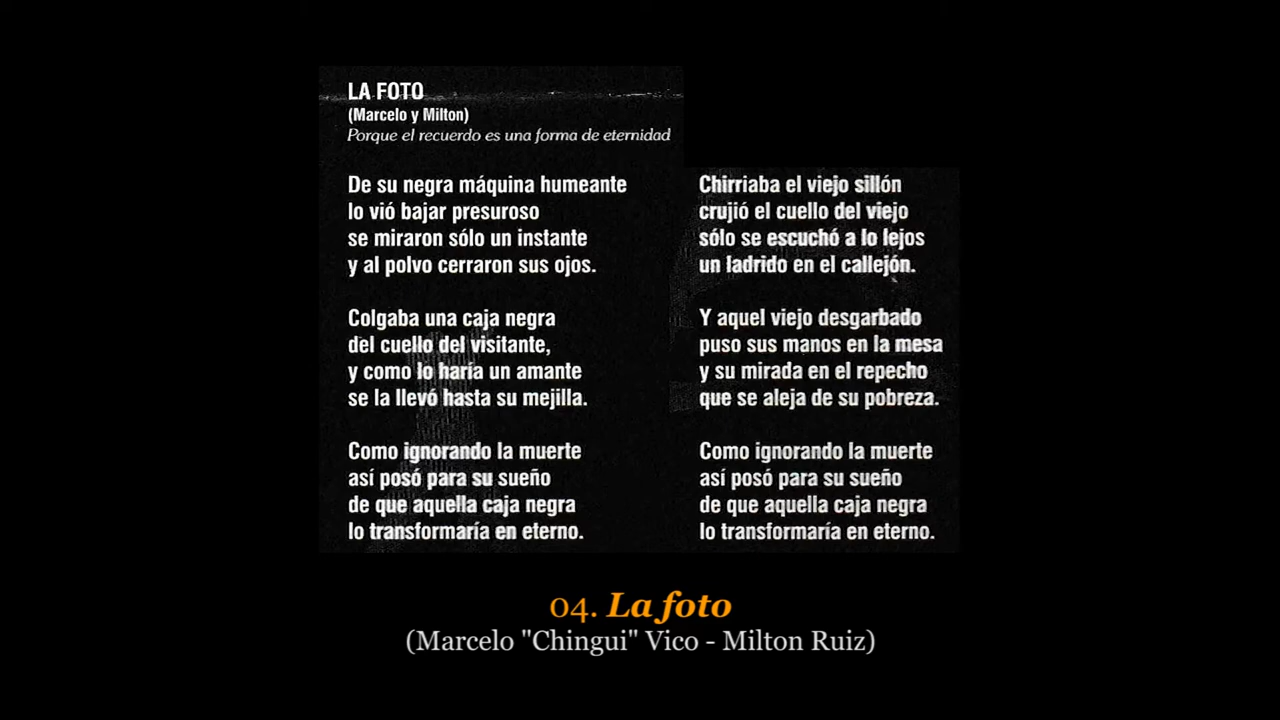 LA FOTO
(Marcelo y Milton)
Porque el recuerdo es una forma de eternidad
De su negra máquina humeante
lo vió bajar presuroso
se miraron sólo un instante
y al polvo cerraron sus ojos.
Colgaba una caja negra
del cuello del visitante,
y como lo haría un amante
se la llevó hasta su mejilla.
Como ignorando la muerte
así posó para su sueño
de que aquella caja negra
lo transformaría en eterno.
Chirriaba el viejo sillón
crujió el cuello del viejo
sólo se escuchó a lo lejos
un ladrido en el callejón.
Y aquel viejo desgarbado
puso sus manos en la mesa
y su mirada en el repecho
que se aleja de su pobreza.
Como ignorando la muerte
así posó para su sueño
de que aquella caja negra
lo transformaría en eterno.
04. La foto
(Marcelo "Chingui" Vico - Milton Ruiz)